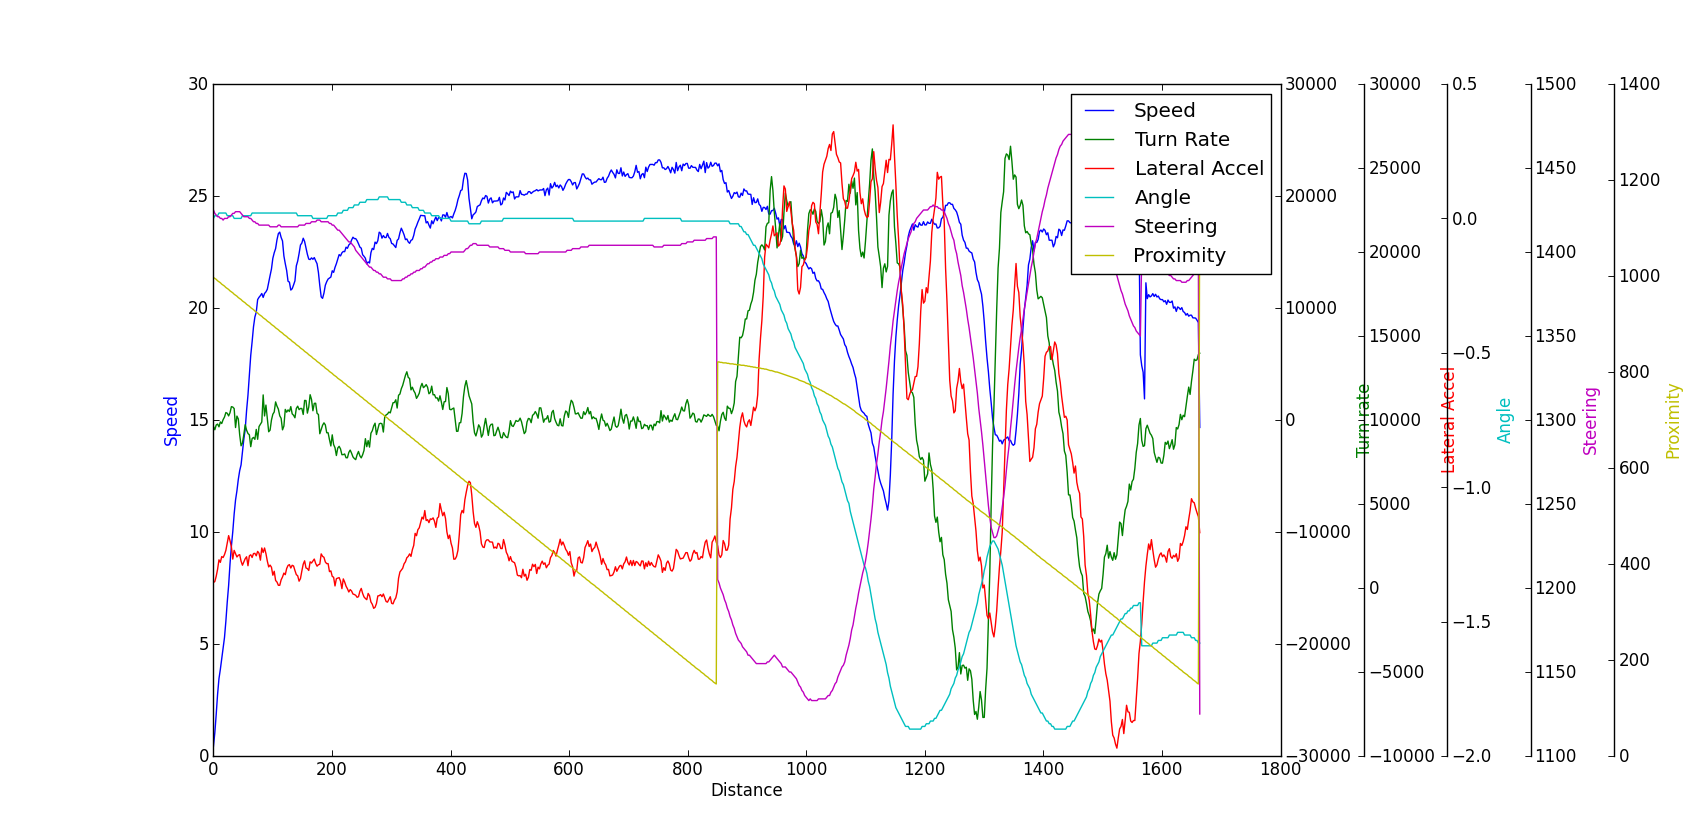 30 30000 30000 0.5 1500 1400
Speed
Turn Rate
Lateral Accel
Angle
Steering
Proximity
25 20000 25000 0.0 1450 1200
20 10000 20000 −0.5 1400 1000
15 0 15000 −1.0 1350 800
10 −10000 10000 −1.5 1300 600
5 −20000 5000 −2.0 1250 400
0 −30000 0 1200 200
−5000 1150 0
−10000 1100
Speed
Turn rate
Lateral Accel
Angle
Steering
Proximity
0 200 400 600 800 1000 1200 1400 1600 1800
Distance